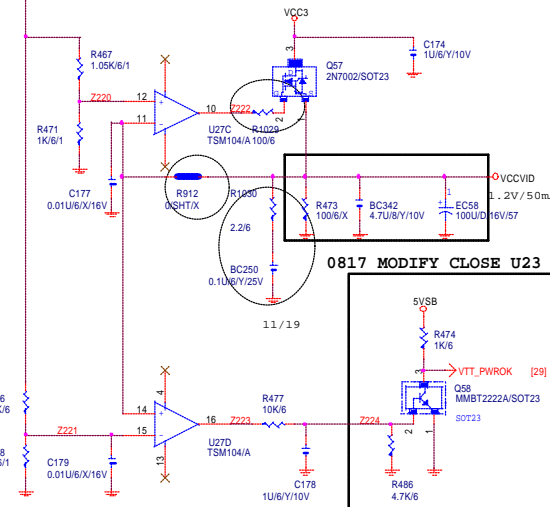 VCC3
3
Q57
2N7002/SOT23
C174
1U/6/Y/10V
R467
1.05K/6/1
Z220
12
11
10
Z222
D
G
S
2
1
R1029
100/6
U27C
TSM104/A
R471
1K/6/1
C177
0.01U/6/X/16V
R912
0/SHT/X
R1030
2.2/6
BC250
0.1U/6/Y/25V
R473
100/6/X
BC342
4.7U/8/Y/10V
1
+
EC58
100U/D/16V/57
VCCVID
1.2V/50m
0817 MODIFY CLOSE U23
11/19
5VSB
R474
1K/6
3
VTT_PWROK [29]
Q58
MMBT2222A/SOT23
SOT23
2
1
Z221
14
15
4
13
16
Z223
U27D
TSM104/A
R477
10K/6
Z224
C179
0.01U/6/X/16V
C178
1U/6/Y/10V
R486
4.7K/6